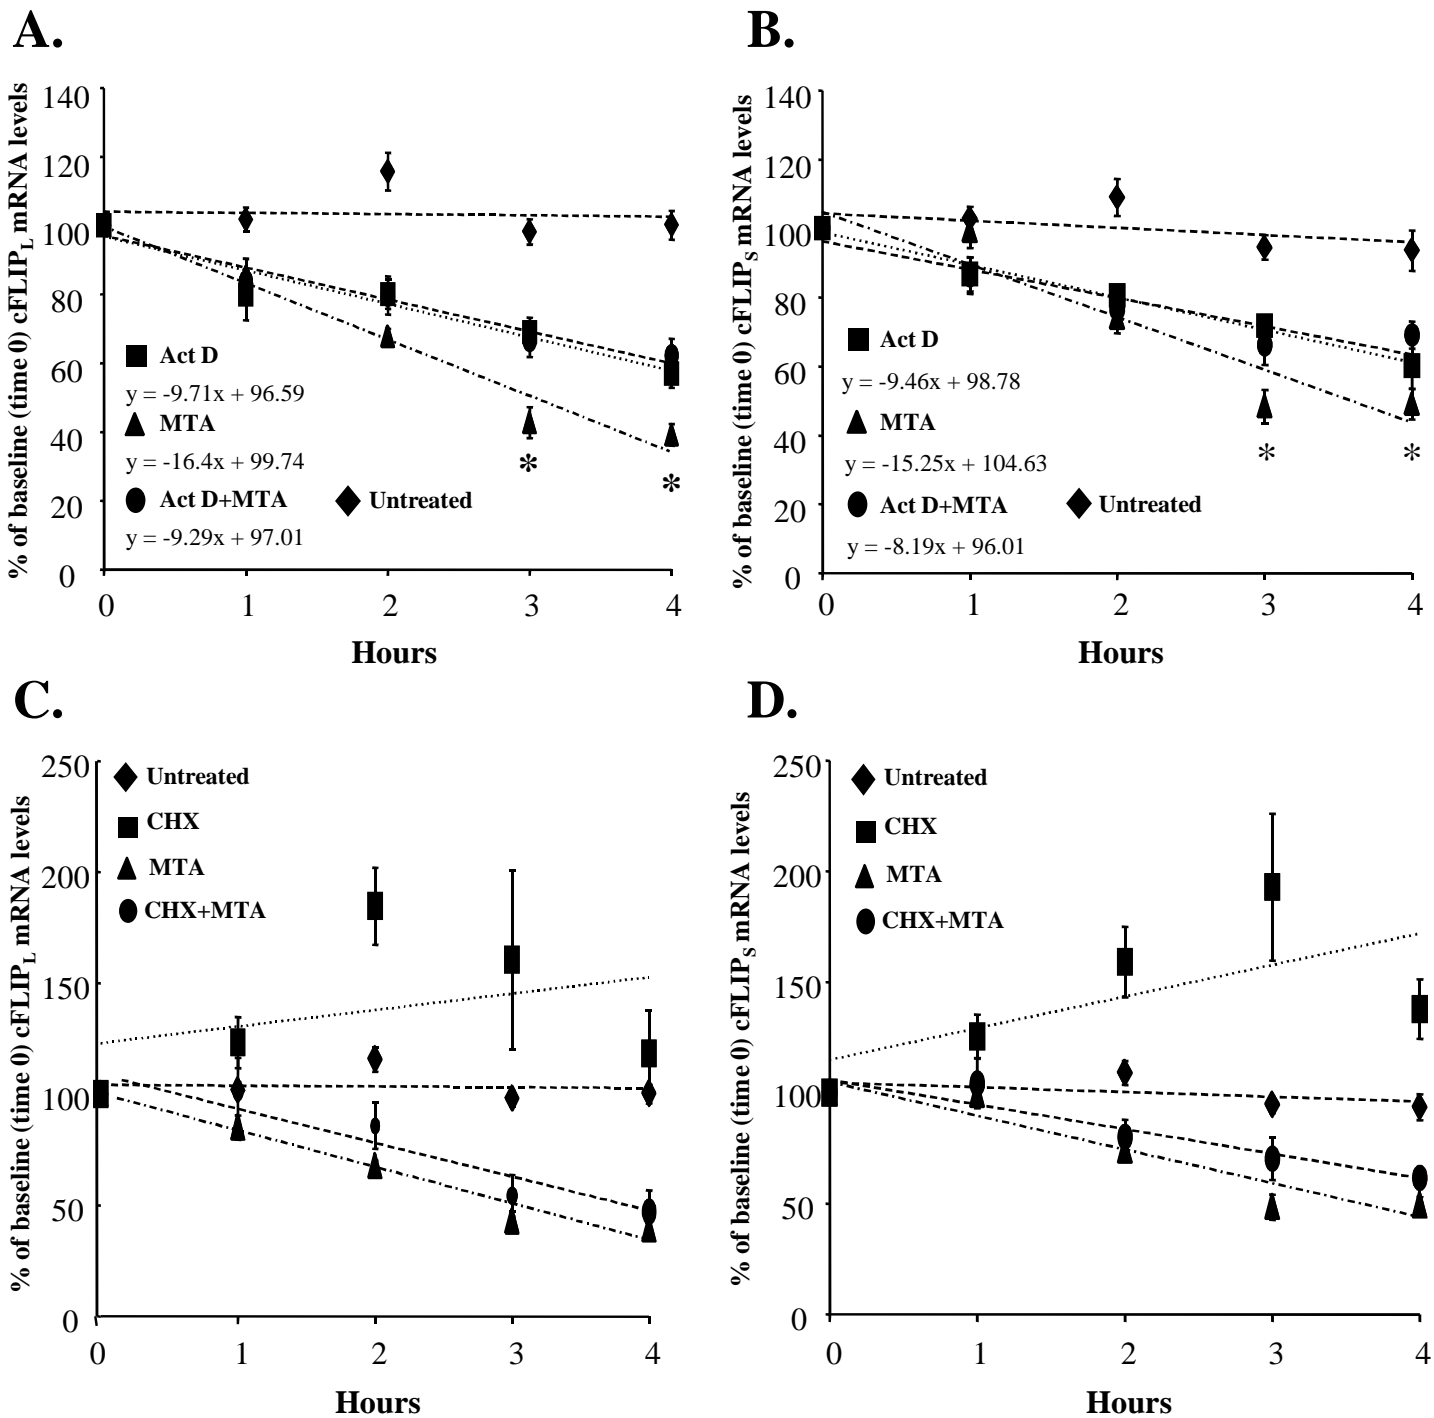 A.
% of baseline (time 0) cFLIPL mRNA levels
140
120
100
80
60
40
20
0
Act D
y = -9.71x + 96.59
MTA
y = -16.4x + 99.74
Act D+MTA
Untreated
y = -9.29x + 97.01
*
*
0 1 2 3 4
Hours
B.
% of baseline (time 0) cFLIPS mRNA levels
140
120
100
80
60
40
20
0
Act D
y = -9.46x + 98.78
MTA
y = -15.25x + 104.63
Act D+MTA
Untreated
y = -8.19x + 96.01
*
*
0 1 2 3 4
Hours
C.
% of baseline (time 0) cFLIPL mRNA levels
250
200
150
100
50
0
Untreated
CHX
MTA
CHX+MTA
0 1 2 3 4
Hours
D.
% of baseline (time 0) cFLIPS mRNA levels
250
200
150
100
50
0
Untreated
CHX
MTA
CHX+MTA
0 1 2 3 4
Hours